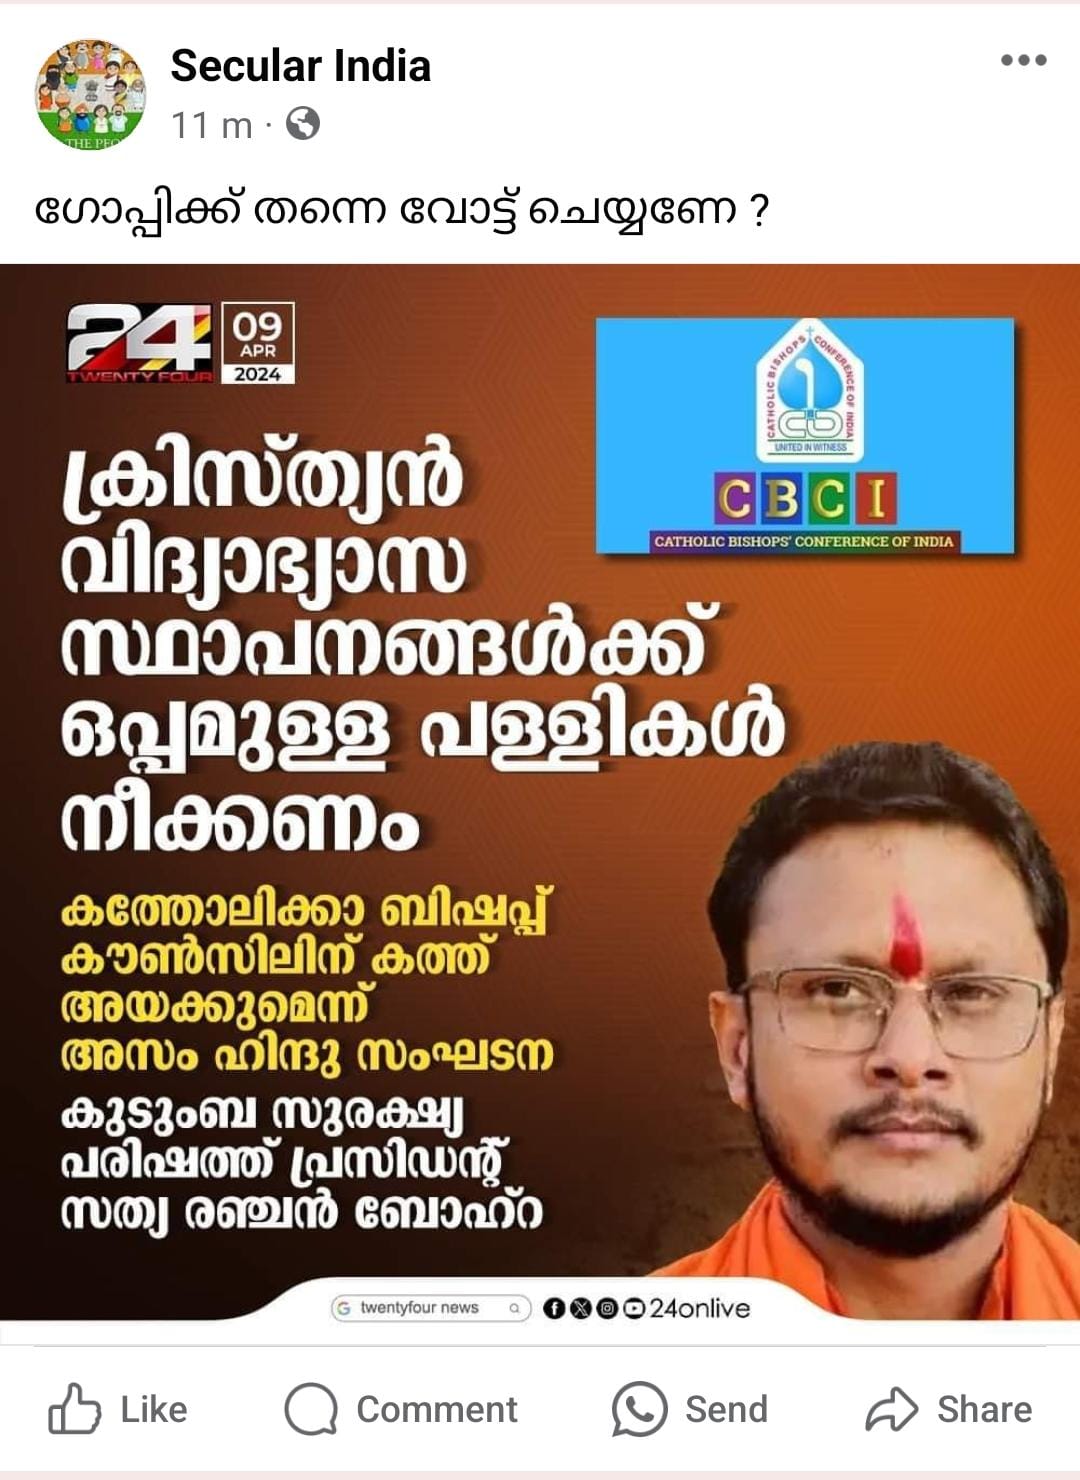 Secular India
11 m ·
THE PEO
ഗോപ്പിക്ക് തന്നെ വോട്ട് ചെയ്യണേ ?
24
TWENTY FOUR
09
APR
2024
CATHOLIC BISHOPS' CONFERENCE OF INDIA
UNITED IN WITNESS
CBCI
CATHOLIC BISHOPS' CONFERENCE OF INDIA
ക്രിസ്ത്യൻ
വിദ്യാഭ്യാസ
സ്ഥാപനങ്ങൾക്ക്
ഒപ്പമുള്ള പള്ളികൾ
നീക്കണം
കത്തോലിക്കാ ബിഷപ്പ്
കൗൺസിലിന് കത്ത്
അയക്കുമെന്ന്
അസം ഹിന്ദു സംഘടന
കുടുംബ സുരക്ഷ്യ
പരിഷത്ത് പ്രസിഡന്റ്
സത്യ രഞ്ചൻ ബോഹ്റ
twentyfour news
24onlive
Like Comment Send Share